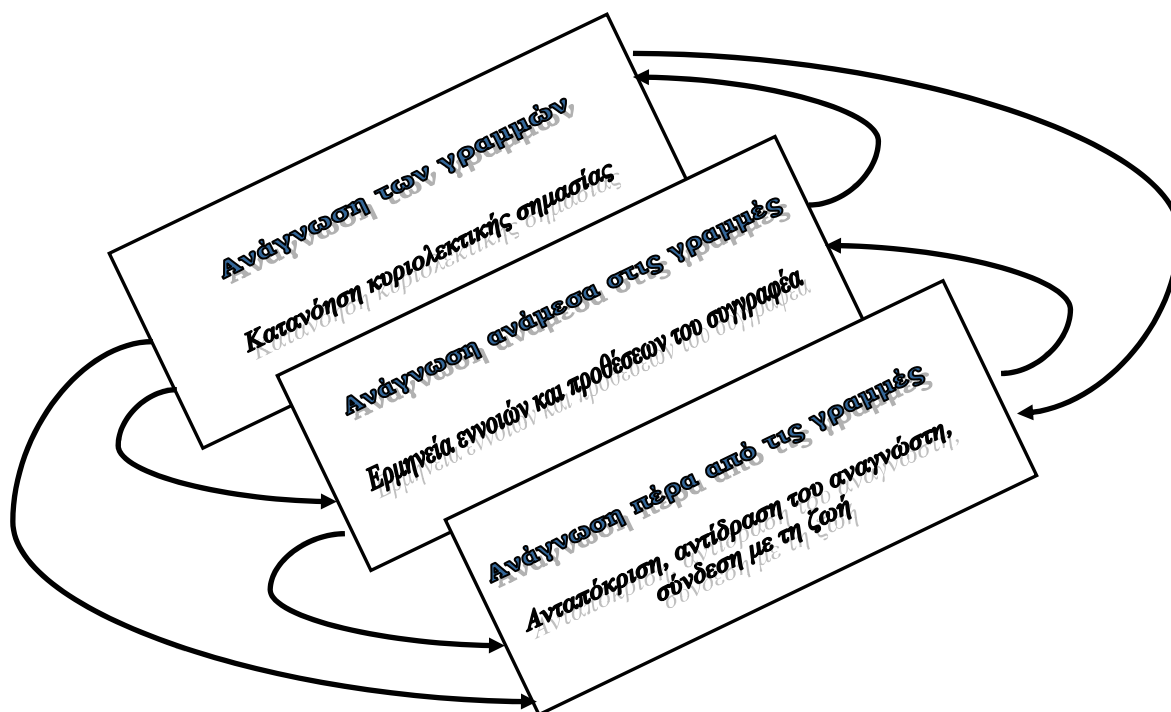 Ανάγνωση των γραμμών
Κατανόηση κυριολεκτικής σημασίας
Ανάγνωση ανάμεσα στις γραμμές
Ερμηνεία εννοιών και προθέσεων του συγγραφέα
Ανάγνωση πέρα από τις γραμμές
Ανταπόκριση, αντίδραση του αναγνώστη,
σύνδεση με τη ζωή